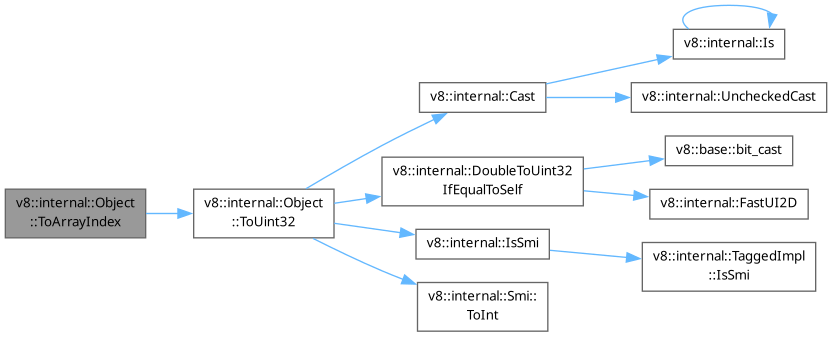 v8::internal::Object
::ToArrayIndex
v8::internal::Object
::ToUint32
v8::internal::Cast
v8::internal::Is
v8::internal::UncheckedCast
v8::internal::DoubleToUint32
IfEqualToSelf
v8::base::bit_cast
v8::internal::FastUI2D
v8::internal::IsSmi
v8::internal::TaggedImpl
::IsSmi
v8::internal::Smi::
ToInt